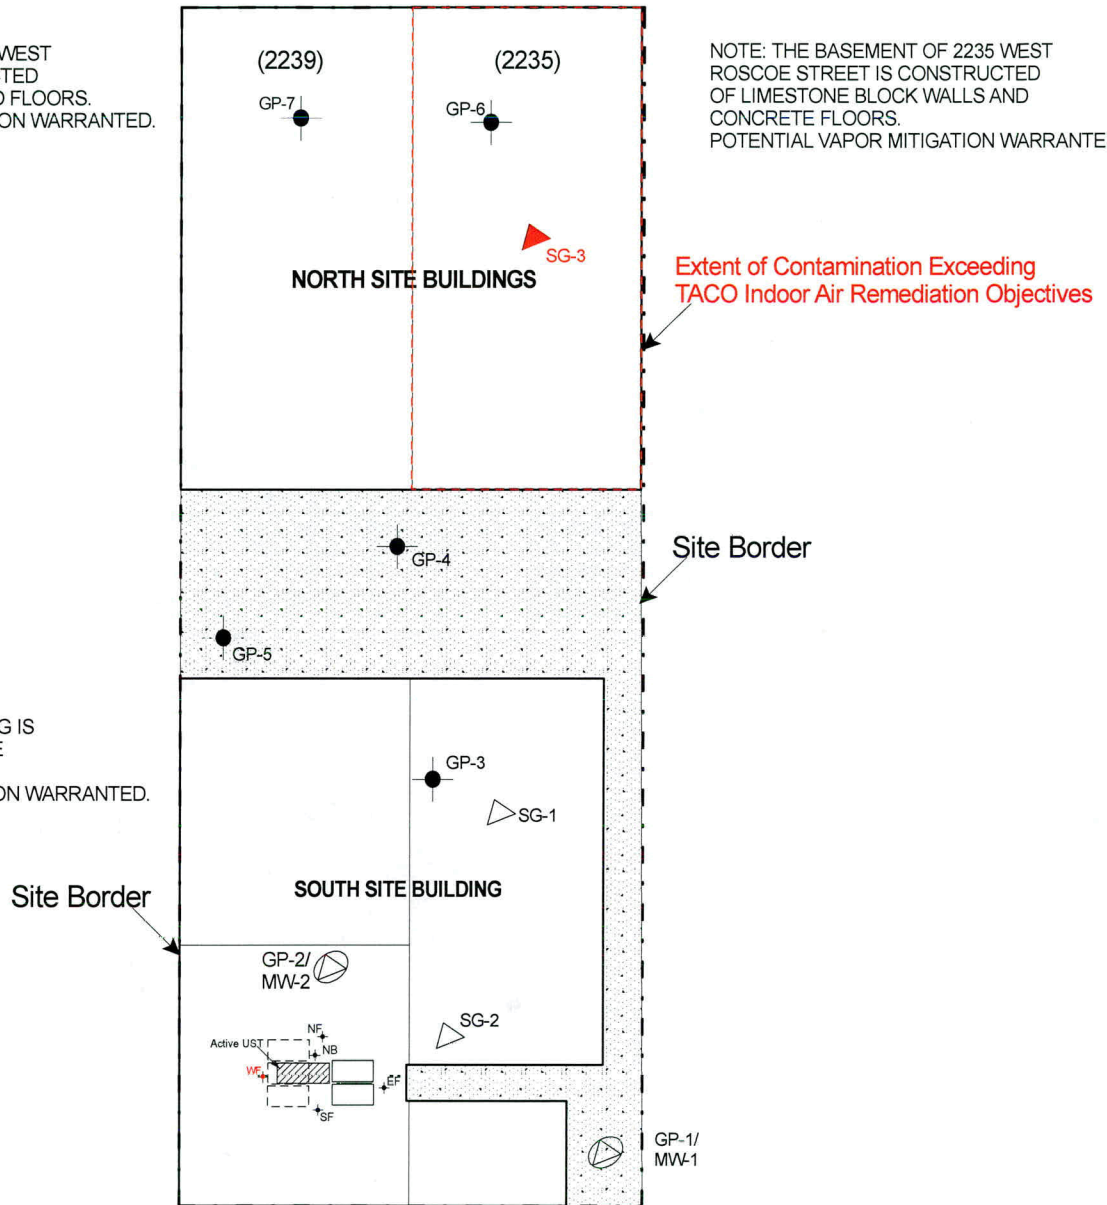 WEST
TED
D FLOORS.
ON WARRANTED.
(2239)
(2235)
NOTE: THE BASEMENT OF 2235 WEST
ROSCOE STREET IS CONSTRUCTED
OF LIMESTONE BLOCK WALLS AND
CONCRETE FLOORS.
POTENTIAL VAPOR MITIGATION WARRANTE
GP-7
GP-6
SG-3
NORTH SITE BUILDINGS
Extent of Contamination Exceeding
TACO Indoor Air Remediation Objectives
GP-4
Site Border
GP-5
G IS
E
ON WARRANTED.
GP-3
SG-1
SOUTH SITE BUILDING
Site Border
GP-2/
MW-2
SG-2
NF
Active UST
NB
WF
EF
SF
GP-1/
MW-1